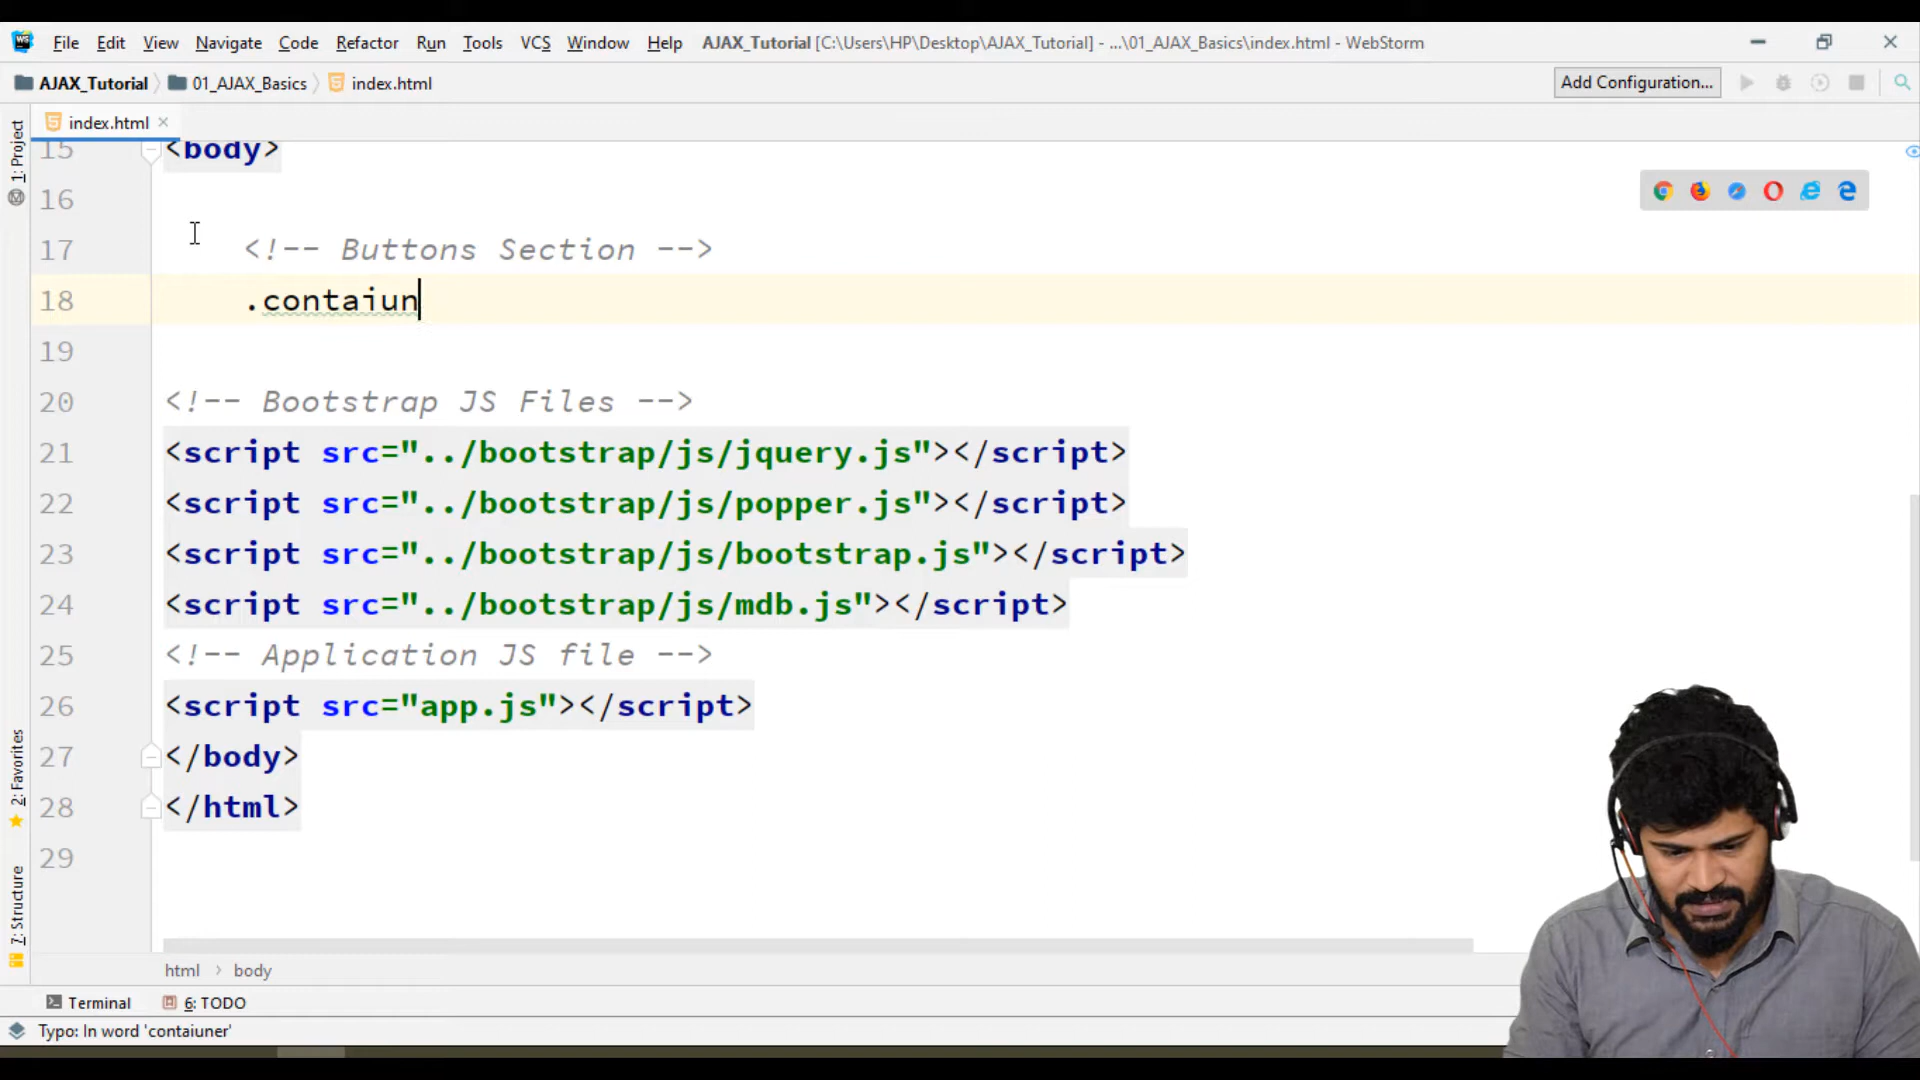 WS File Edit View Navigate Code Refactor Run Tools VCS Window Help AJAX_Tutorial [C:\Users\HP\Desktop\AJAX_Tutorial] - ...\01_AJAX_Basics\index.html - WebStorm
AJAX_Tutorial 01_AJAX_Basics index.html Add Configuration...
index.html
1: Project
15 <body>
16
17 <!-- Buttons Section -->
18 .contaiun
19
20 <!-- Bootstrap JS Files -->
21 <script src="../bootstrap/js/jquery.js"></script>
22 <script src="../bootstrap/js/popper.js"></script>
23 <script src="../bootstrap/js/bootstrap.js"></script>
24 <script src="../bootstrap/js/mdb.js"></script>
25 <!-- Application JS file -->
26 <script src="app.js"></script>
27 </body>
28 </html>
29
2: Favorites
7: Structure
html body
Terminal 6: TODO
Typo: In word 'contaiuner'